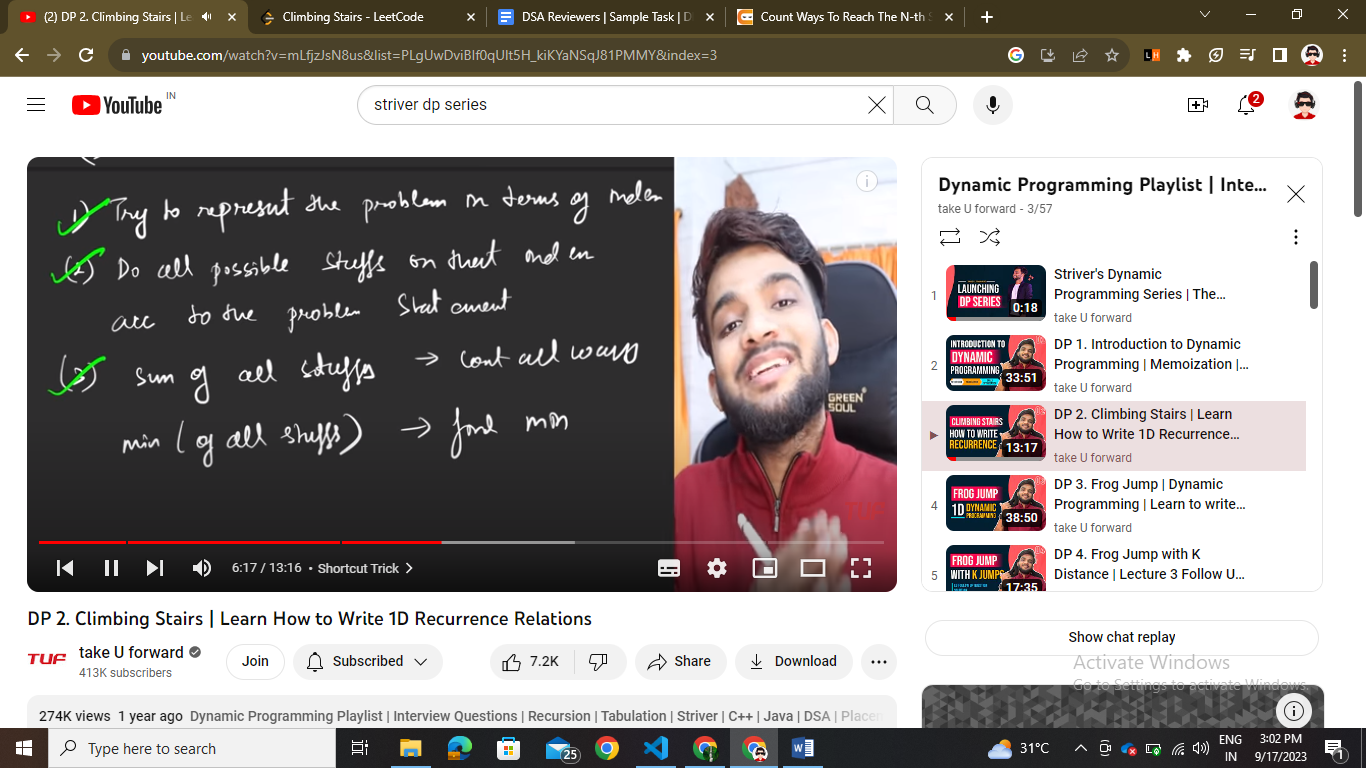 (2) DP 2. Climbing Stairs | Le
Climbing Stairs - LeetCode
DSA Reviewers | Sample Task | D
Count Ways To Reach The N-th S
youtube.com/watch?v=mLfjzJsN8us&list=PLgUwDviBIf0qUlt5H_kiKYaNSqJ81PMMY&index=3
YouTube IN
striver dp series
2
1) Try to represent the problem in terms of index
(2) Do all possible stuffs on that index
acc to the problem statement
(3) sum of all stuffs → count all ways
min (of all stuffs) → find min
GREEN SOUL
TUF
6:17 / 13:16 • Shortcut Trick
DP 2. Climbing Stairs | Learn How to Write 1D Recurrence Relations
TUF
take U forward
413K subscribers
Join
Subscribed
7.2K
Share
Download
274K views 1 year ago Dynamic Programming Playlist | Interview Questions | Recursion | Tabulation | Striver | C++ | Java | DSA | Placem
Dynamic Programming Playlist | Inte...
take U forward - 3/57
1
LAUNCHING
DP SERIES
0:18
Striver's Dynamic
Programming Series | The...
take U forward
2
INTRODUCTION TO
DYNAMIC
PROGRAMMING
33:51
DP 1. Introduction to Dynamic
Programming | Memoization |...
take U forward
CLIMBING STAIRS
HOW TO WRITE
RECURRENCE
13:17
DP 2. Climbing Stairs | Learn
How to Write 1D Recurrence...
take U forward
4
FROG JUMP
1D DYNAMIC
PROGRAMMING
38:50
DP 3. Frog Jump | Dynamic
Programming | Learn to write...
take U forward
5
FROG JUMP
WITH K JUMPS
17:35
DP 4. Frog Jump with K
Distance | Lecture 3 Follow U...
Show chat replay
Activate Windows
Go to Settings to activate Windows.
Type here to search
25
31°C
ENG
IN
3:02 PM
9/17/2023
1